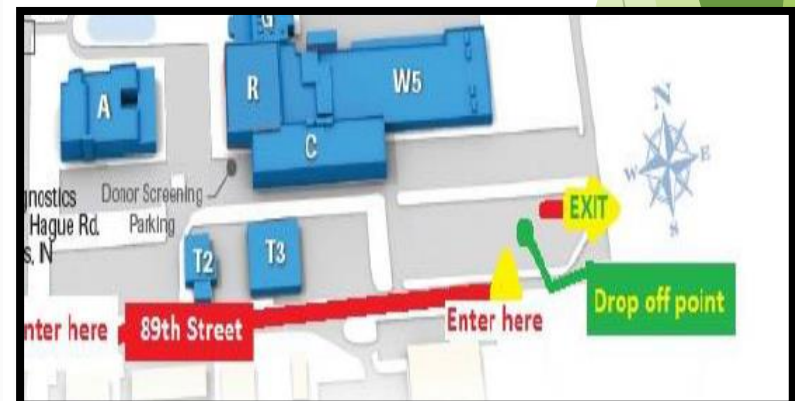 G
R
W5
A
C
N
W
E
S
gnostics
Hague Rd.
s, N
Donor Screening
Parking
EXIT
T2
T3
Drop off point
nter here
89th Street
Enter here